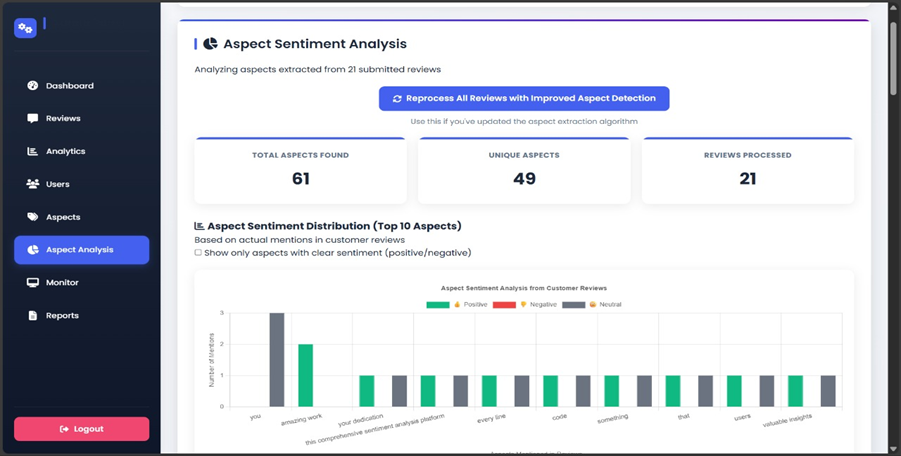 Aspect Sentiment Analysis
Analyzing aspects extracted from 21 submitted reviews
Reprocess All Reviews with Improved Aspect Detection
Use this if you've updated the aspect extraction algorithm
Dashboard
Reviews
Analytics
Users
Aspects
Aspect Analysis
Monitor
Reports
Logout
TOTAL ASPECTS FOUND
61
UNIQUE ASPECTS
49
REVIEWS PROCESSED
21
Aspect Sentiment Distribution (Top 10 Aspects)
Based on actual mentions in customer reviews
Show only aspects with clear sentiment (positive/negative)
Aspect Sentiment Analysis from Customer Reviews
Positive Negative Neutral
Number of Mentions
3
2
1
0
you
amazing work
your dedication
this comprehensive sentiment analysis platform
every line
code
something
that
users
valuable insights